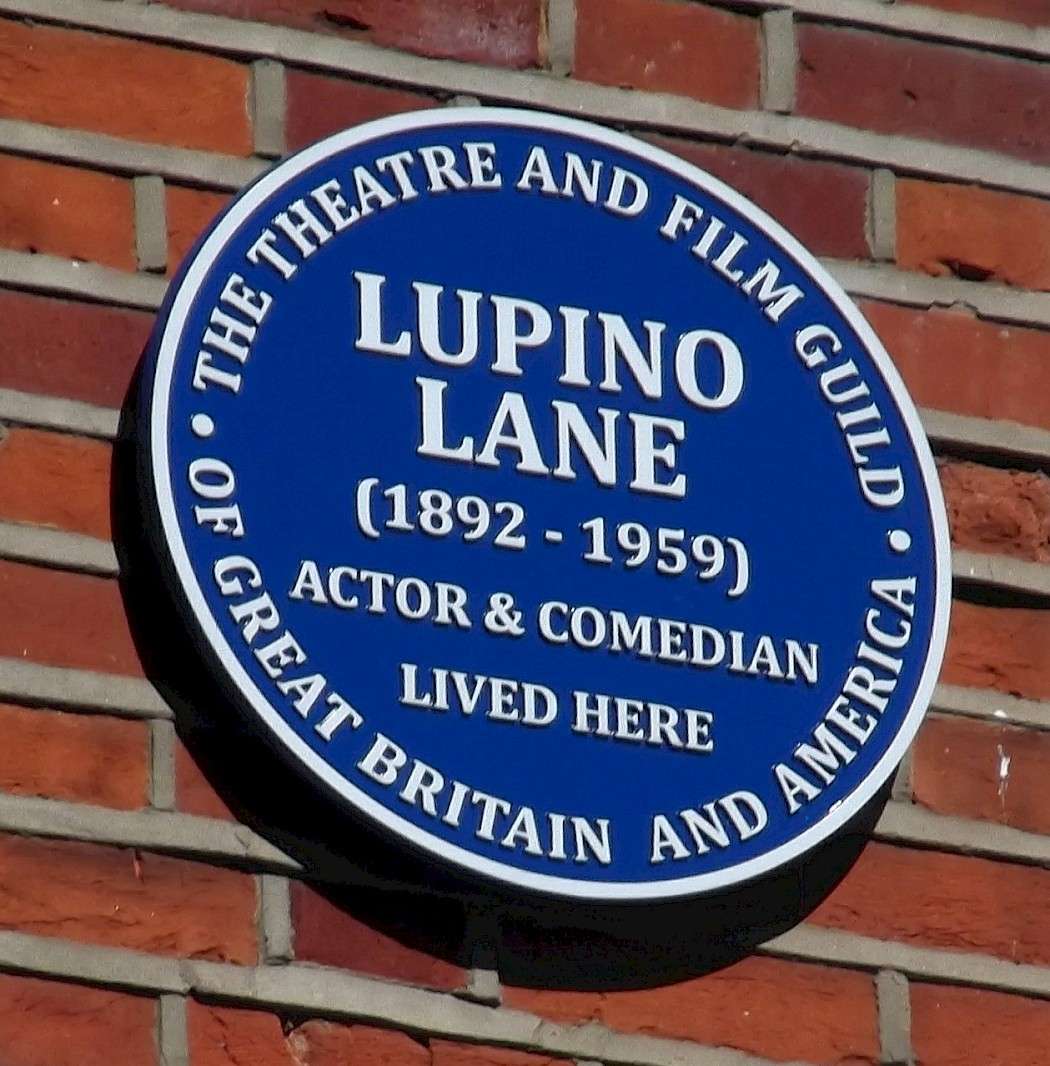 THE THEATRE AND FILM GUILD
LUPINO
LANE
(1892 - 1959)
ACTOR & COMEDIAN
LIVED HERE
• OF GREAT BRITAIN AND AMERICA •